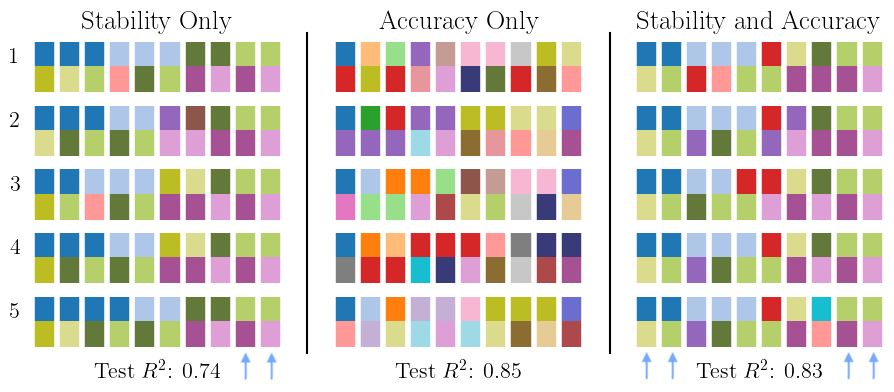 Stability Only
Accuracy Only
Stability and Accuracy
1
2
3
4
5
Test R²: 0.74
Test R²: 0.85
Test R²: 0.83